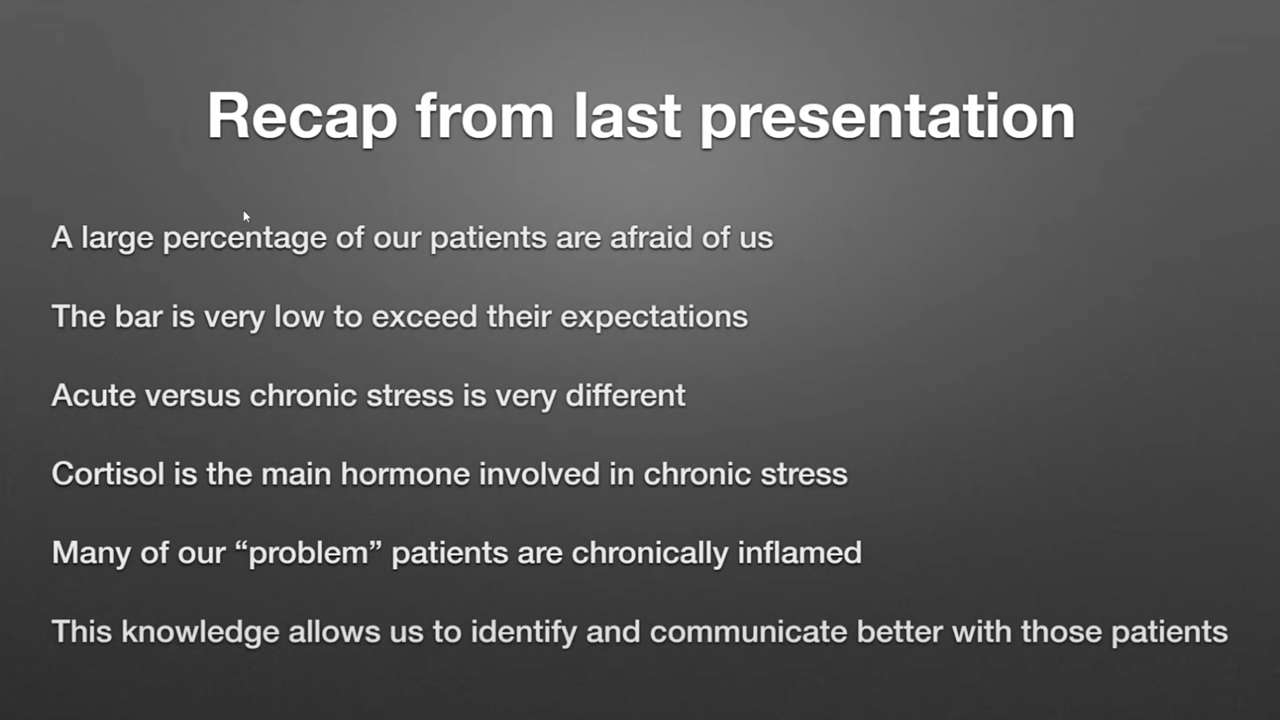 Recap from last presentation
A large percentage of our patients are afraid of us
The bar is very low to exceed their expectations
Acute versus chronic stress is very different
Cortisol is the main hormone involved in chronic stress
Many of our “problem” patients are chronically inflamed
This knowledge allows us to identify and communicate better with those patients